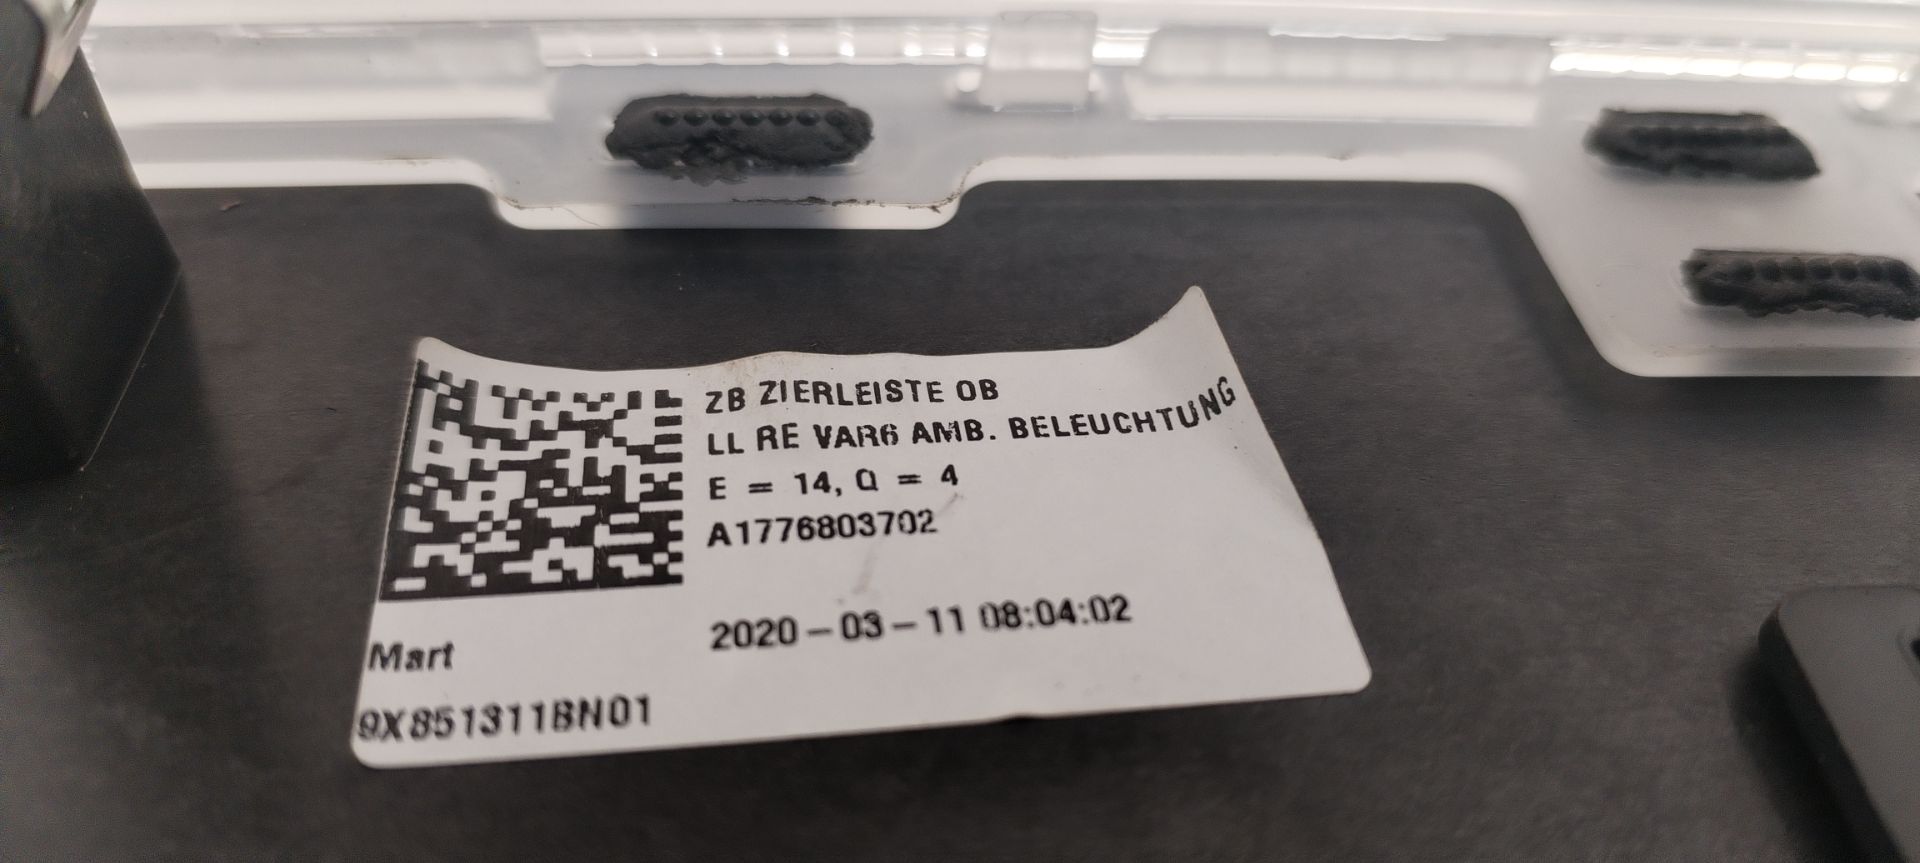 ZB ZIERLEISTE OB
LL RE VAR6 AMB. BELEUCHTUNG
E = 14, Q = 4
A1776803702
2020-03-11 08:04:02
Mart
9X851311BN01